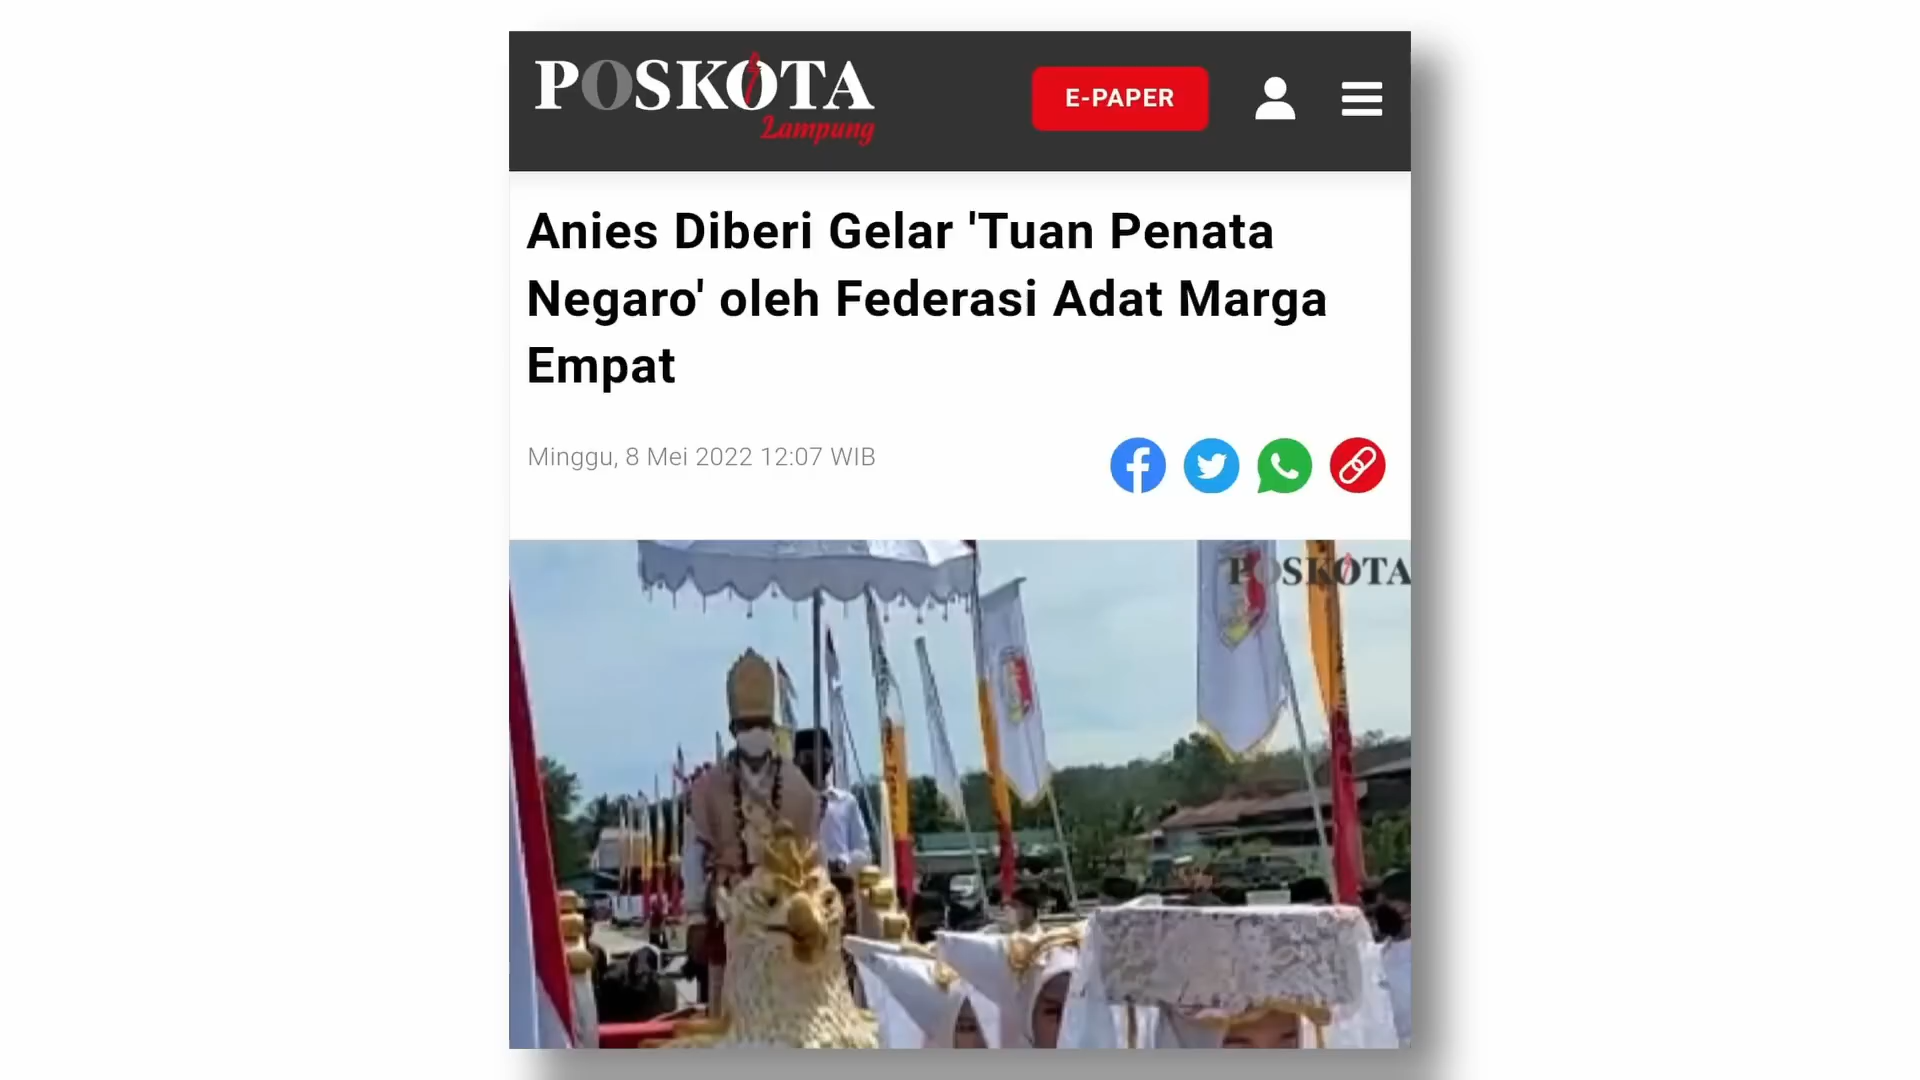 POSKOTA
Lampung
E-PAPER
Anies Diberi Gelar 'Tuan Penata
Negaro' oleh Federasi Adat Marga
Empat
Minggu, 8 Mei 2022 12:07 WIB
POSKOTA